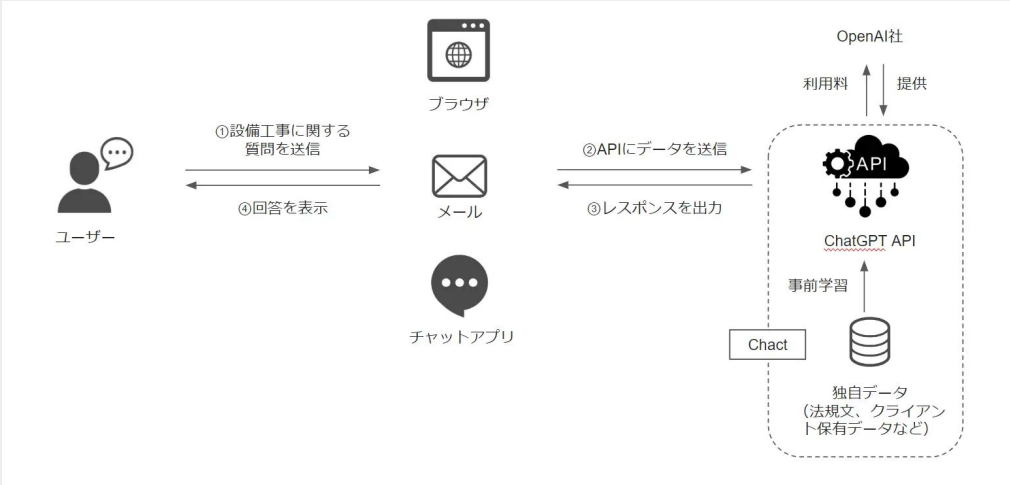 OpenAI社
利用料
提供
ブラウザ
①設備工事に関する
質問を送信
②APIにデータを送信
API
③レスポンスを出力
④回答を表示
メール
ユーザー
ChatGPT API
事前学習
チャットアプリ
Chact
独自データ
（法規文、クライアン
ト保有データなど）